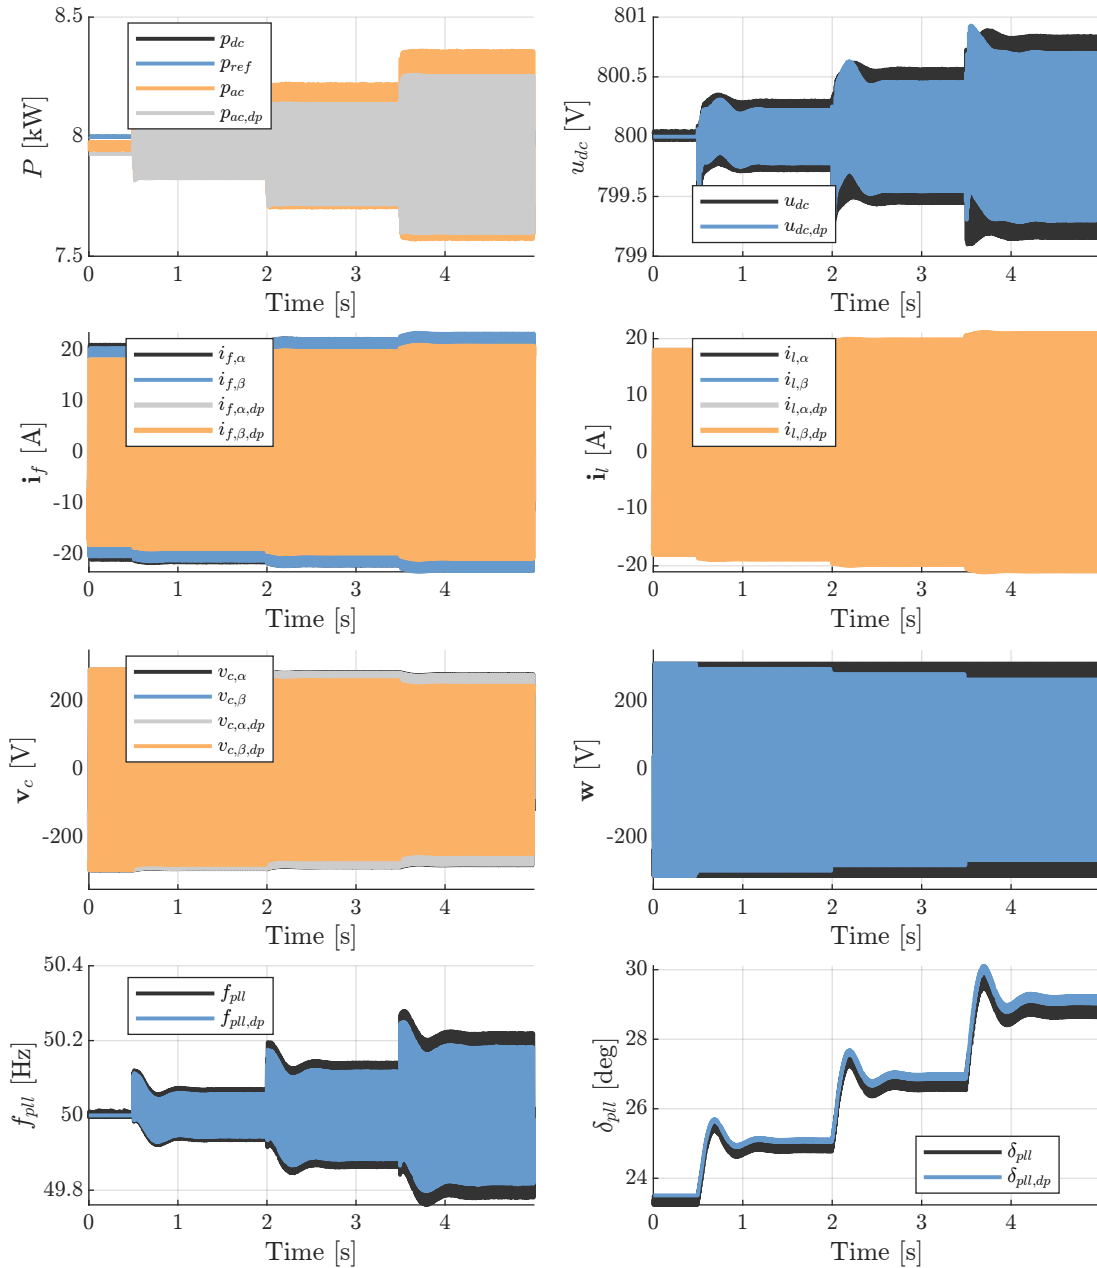 8.5
8
7.5
P [kW]
p_dc
p_ref
p_ac
p_ac,dp
0 1 2 3 4
Time [s]
801
800.5
800
799.5
799
u_dc [V]
u_dc
u_dc,dp
0 1 2 3 4
Time [s]
20
10
0
-10
-20
i_f [A]
i_f,α
i_f,β
i_f,α,dp
i_f,β,dp
0 1 2 3 4
Time [s]
20
10
0
-10
-20
i_l [A]
i_l,α
i_l,β
i_l,α,dp
i_l,β,dp
0 1 2 3 4
Time [s]
200
0
-200
v_c [V]
v_c,α
v_c,β
v_c,α,dp
v_c,β,dp
0 1 2 3 4
Time [s]
200
0
-200
w [V]
0 1 2 3 4
Time [s]
50.4
50.2
50
49.8
f_pll [Hz]
f_pll
f_pll,dp
0 1 2 3 4
Time [s]
30
28
26
24
δ_pll [deg]
δ_pll
δ_pll,dp
0 1 2 3 4
Time [s]